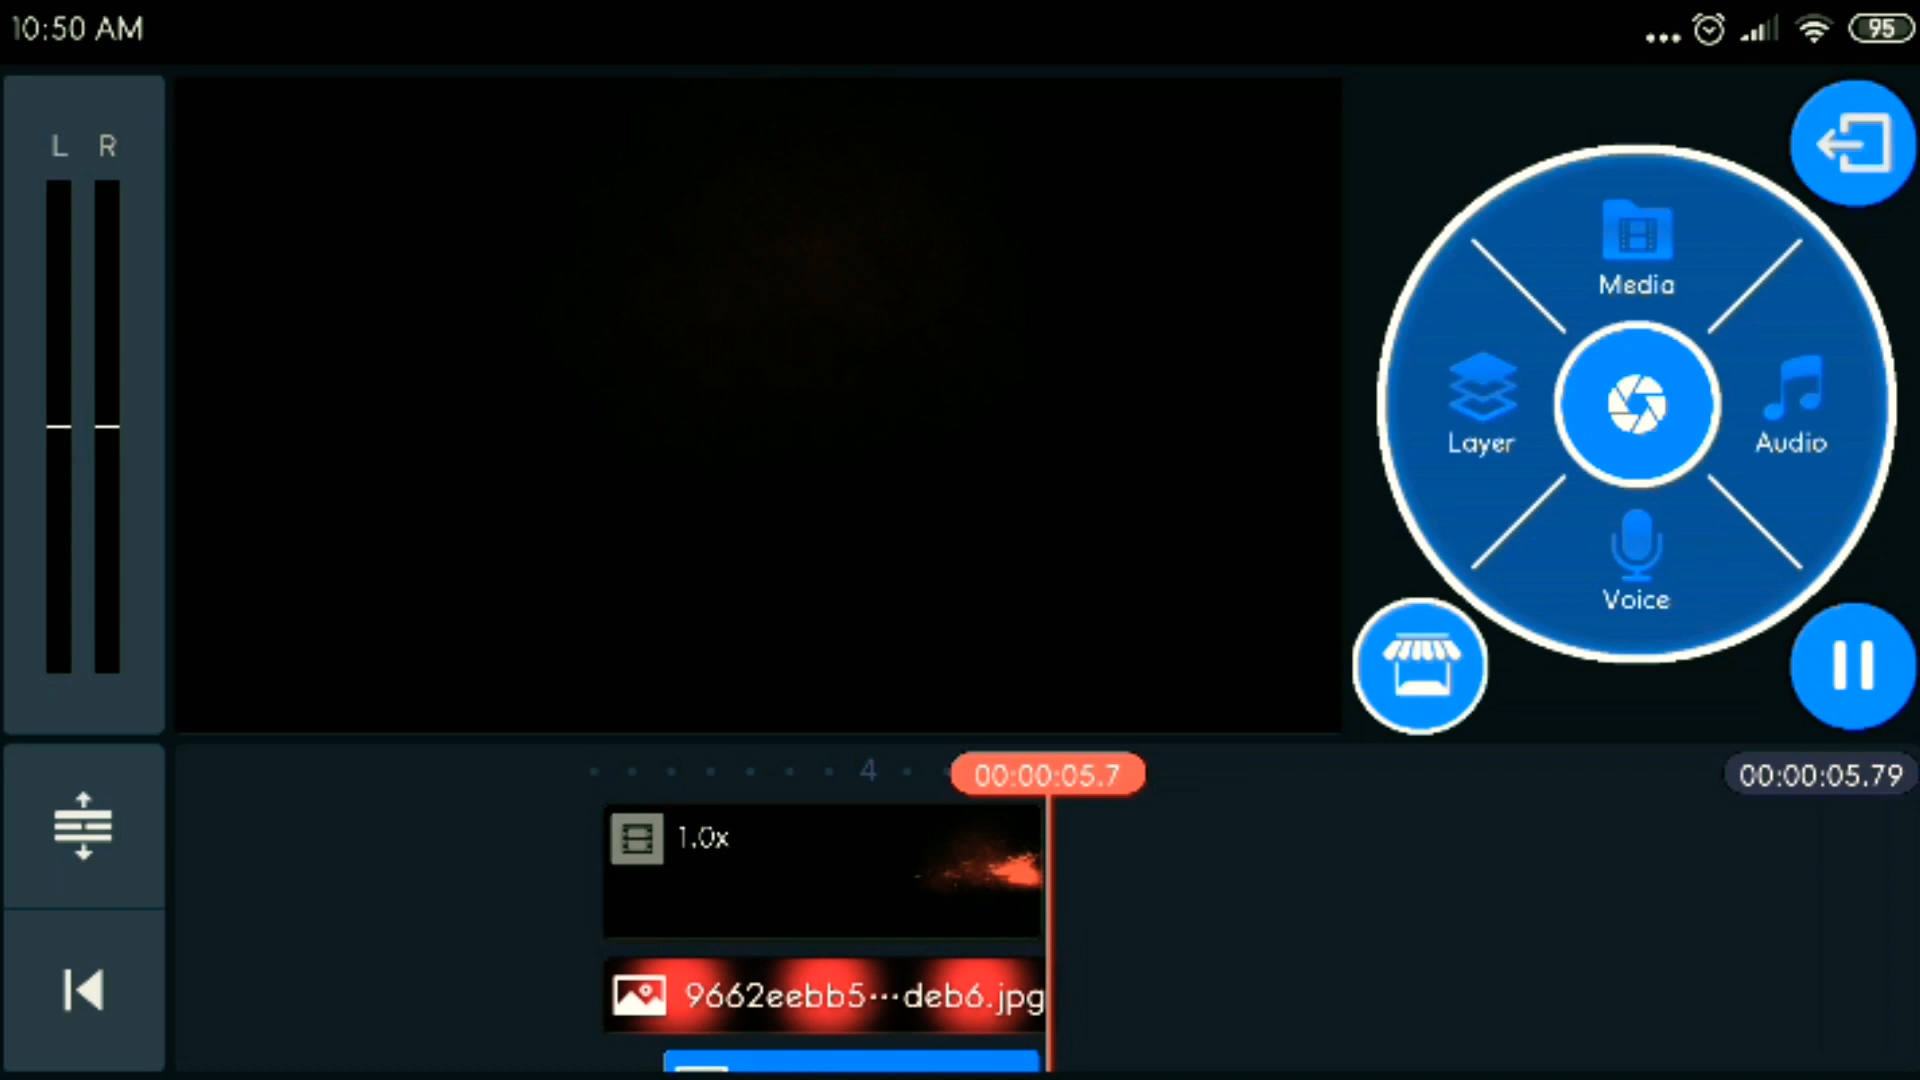 10:50 AM
95
L R
Media
Layer
Audio
Voice
4
00:00:05.7
00:00:05.79
1.0x
9662eebb5···deb6.jpg